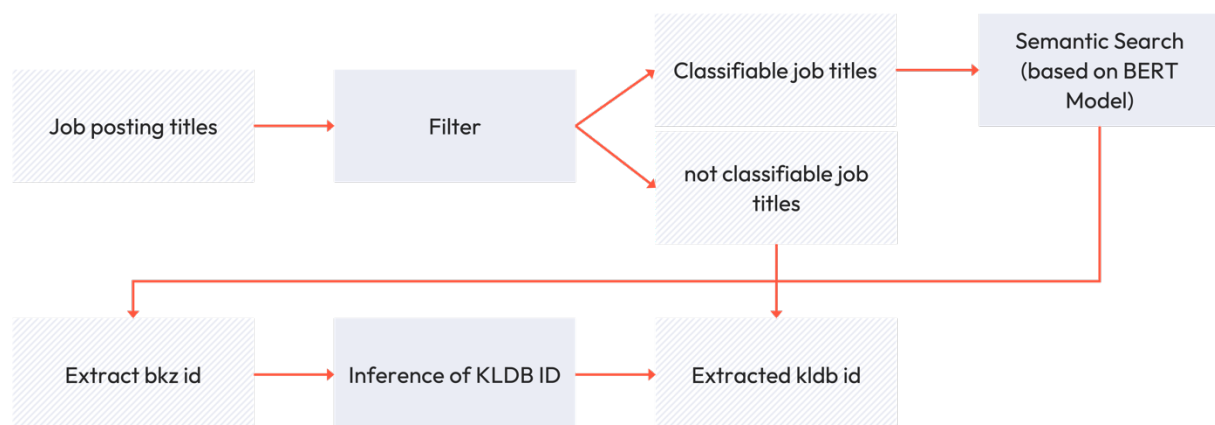 Job posting titles
Filter
Classifiable job titles
Semantic Search
(based on BERT
Model)
not classifiable job
titles
Extract bkz id
Inference of KLDB ID
Extracted kldb id